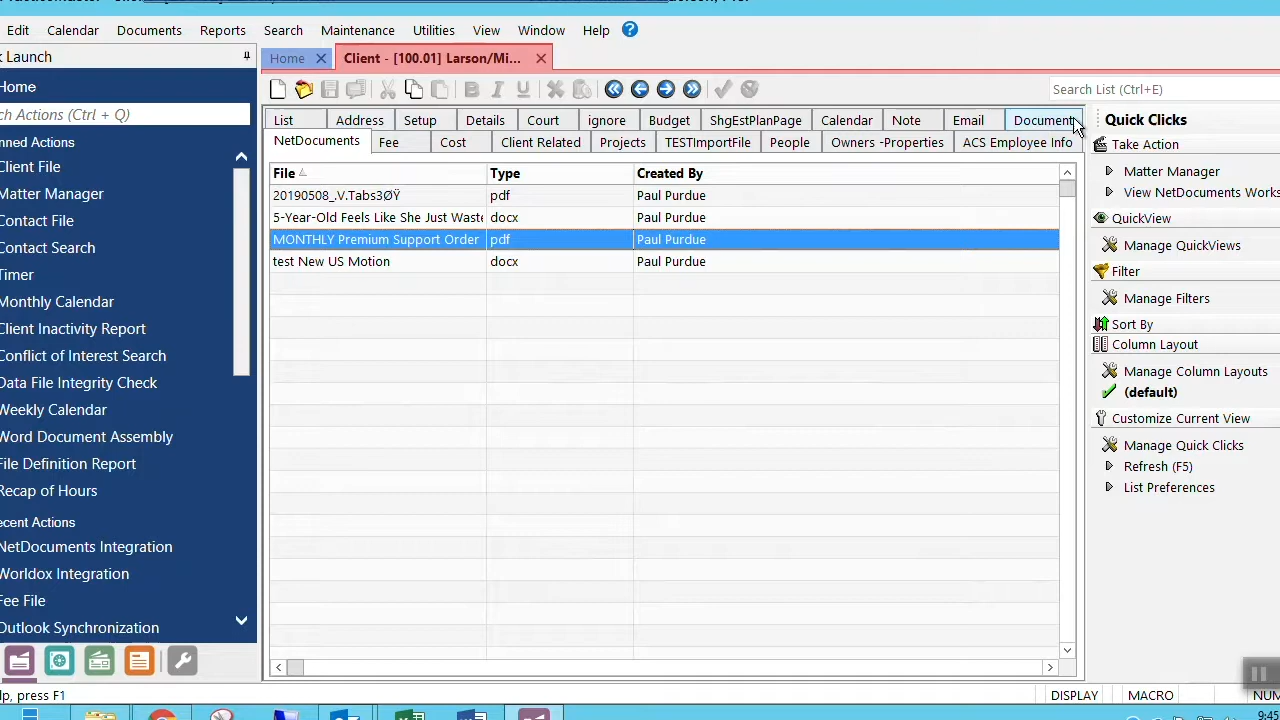 Edit Calendar Documents Reports Search Maintenance Utilities View Window Help ?
Launch
Home
Client - [100.01] Larson/Mi...
Search List (Ctrl+E)
Home
Actions (Ctrl + Q)
Actions
Client File
Matter Manager
Contact File
Contact Search
Timer
Monthly Calendar
Client Inactivity Report
Conflict of Interest Search
Data File Integrity Check
Weekly Calendar
Word Document Assembly
File Definition Report
Recap of Hours
Actions
NetDocuments Integration
Worldox Integration
Fee File
Outlook Synchronization
B I U
List Address Setup Details Court ignore Budget ShgEstPlanPage Calendar Note Email Document
NetDocuments Fee Cost Client Related Projects TESTImportFile People Owners -Properties ACS Employee Info
File Type Created By
20190508_.V.Tabs3ØŸ pdf Paul Purdue
5-Year-Old Feels Like She Just Waste docx Paul Purdue
MONTHLY Premium Support Order pdf Paul Purdue
test New US Motion docx Paul Purdue
Quick Clicks
Take Action
Matter Manager
View NetDocuments Works
QuickView
Manage QuickViews
Filter
Manage Filters
Sort By
Column Layout
Manage Column Layouts
(default)
Customize Current View
Manage Quick Clicks
Refresh (F5)
List Preferences
press F1
DISPLAY MACRO NUM
9:45